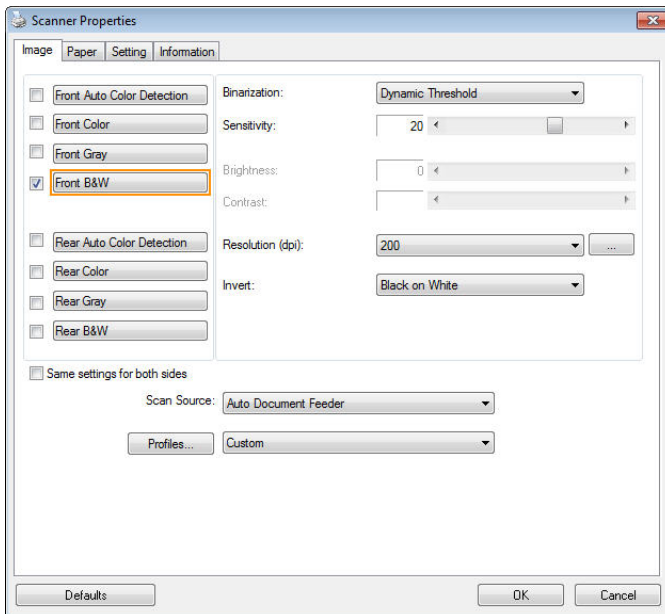 Scanner Properties
Image Paper Setting Information
Front Auto Color Detection
Front Color
Front Gray
Front B&W
Rear Auto Color Detection
Rear Color
Rear Gray
Rear B&W
Binarization: Dynamic Threshold
Sensitivity: 20
Brightness: 0
Contrast:
Resolution (dpi): 200 ...
Invert: Black on White
Same settings for both sides
Scan Source: Auto Document Feeder
Profiles... Custom
Defaults OK Cancel